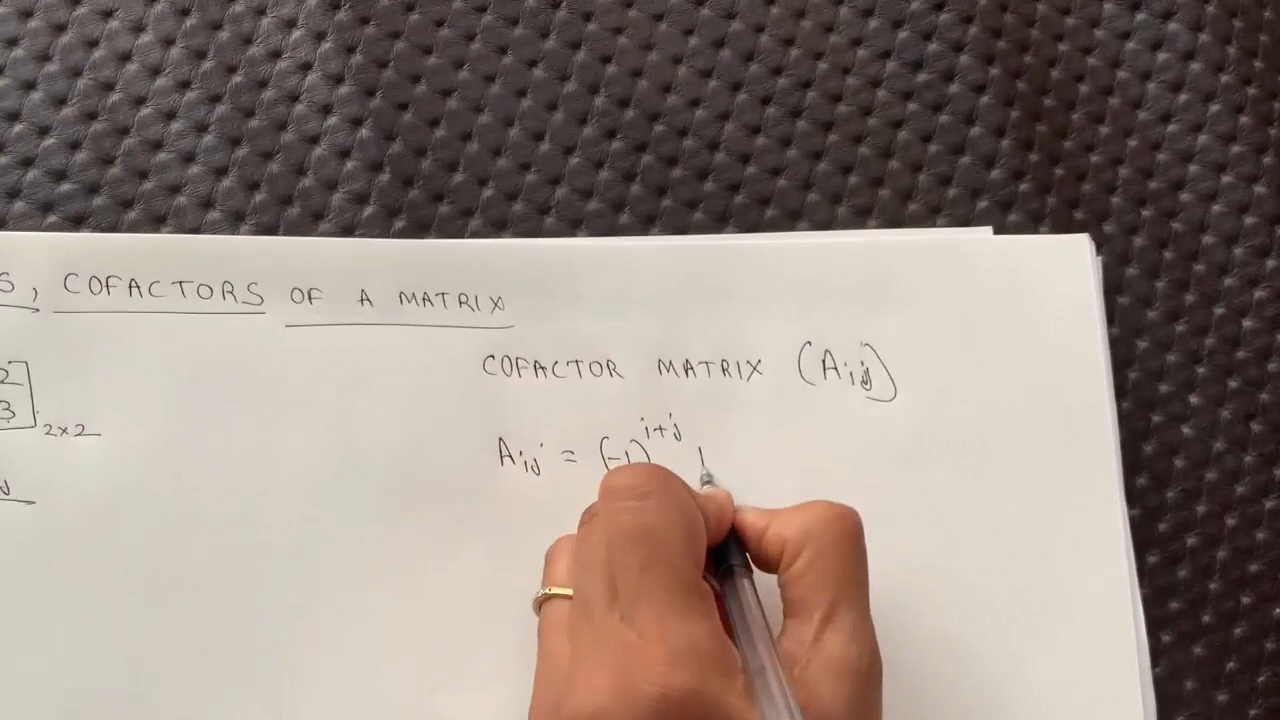 S, COFACTORS OF A MATRIX
COFACTOR MATRIX (Aij)
2
3
2×2
Aij = (-1)^i+j